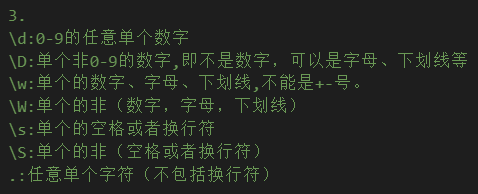 3.
\d:0-9的任意单个数字
\D:单个非0-9的数字,即不是数字，可以是字母、下划线等
\w:单个的数字、字母、下划线,不能是+-号。
\W:单个的非（数字，字母，下划线）
\s:单个的空格或者换行符
\S:单个的非（空格或者换行符）
.:任意单个字符（不包括换行符）